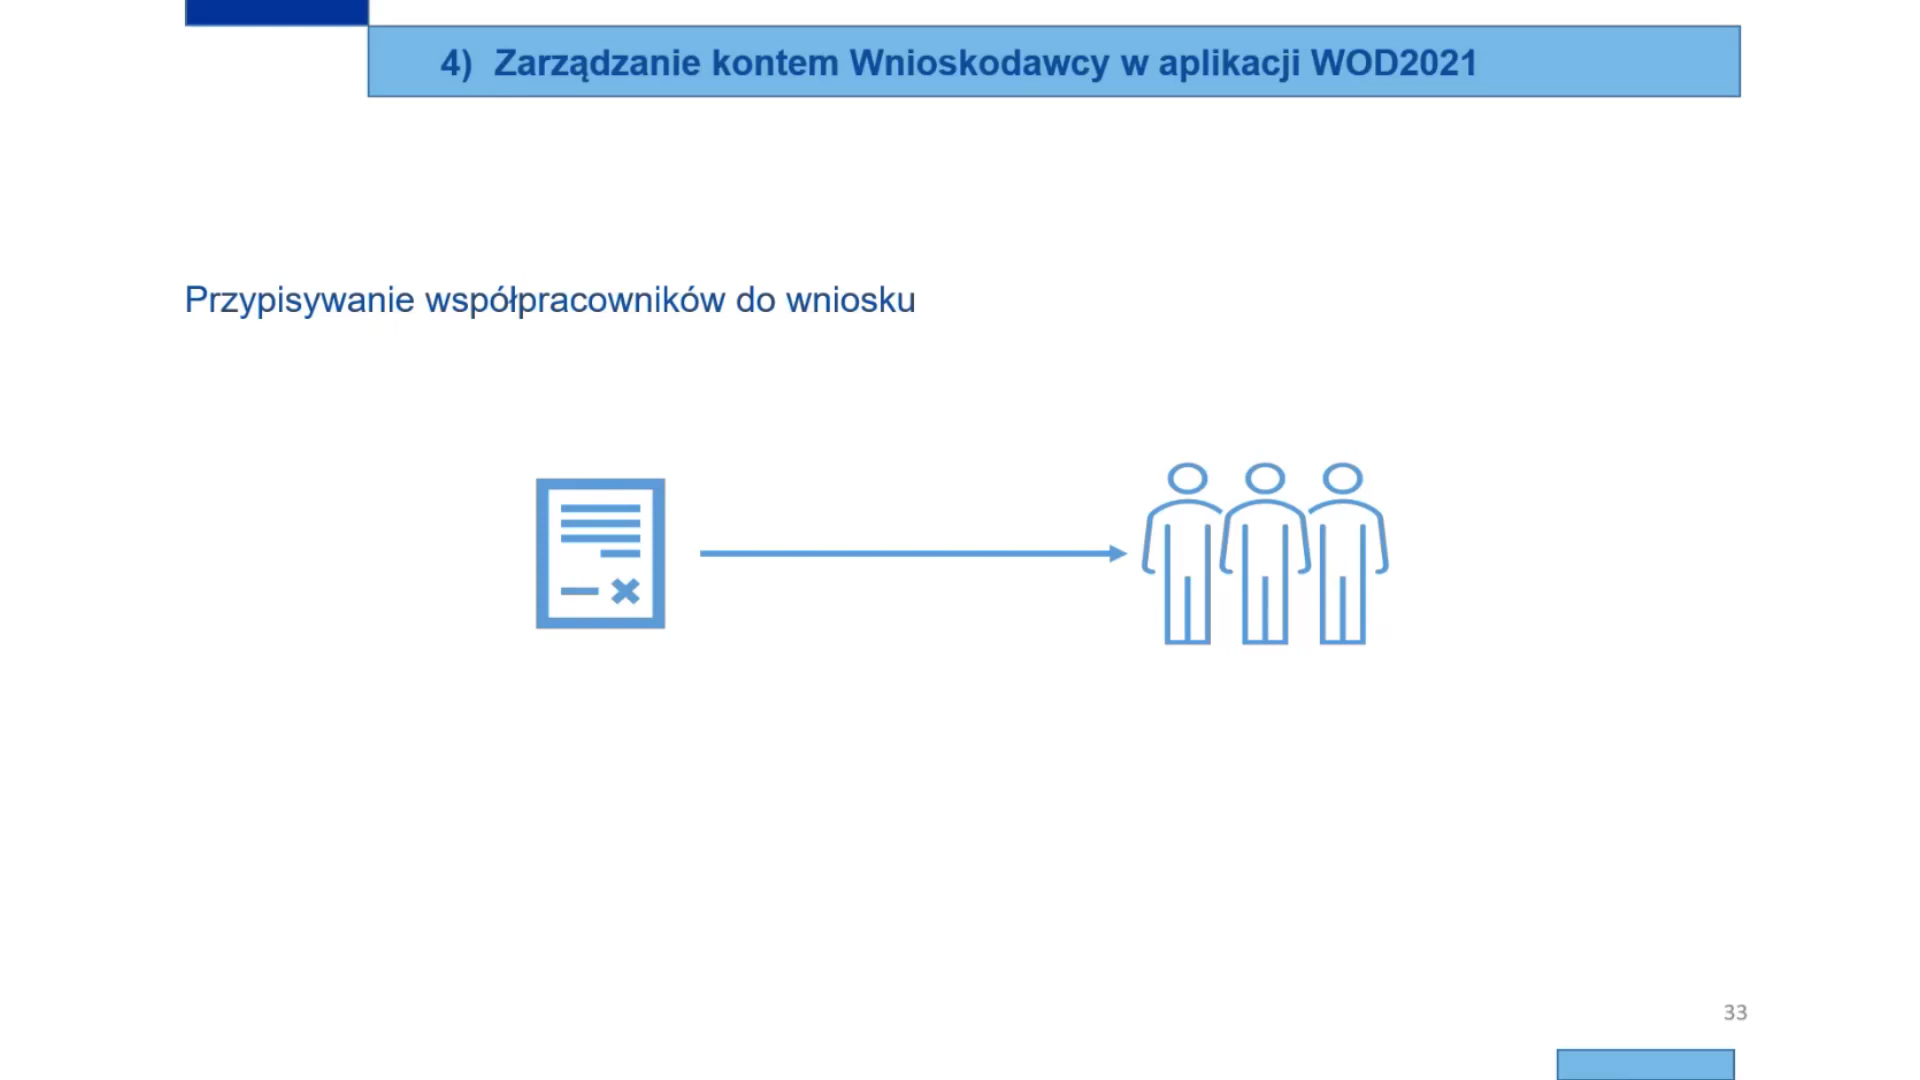 4) Zarządzanie kontem Wnioskodawcy w aplikacji WOD2021
Przypisywanie współpracowników do wniosku
33